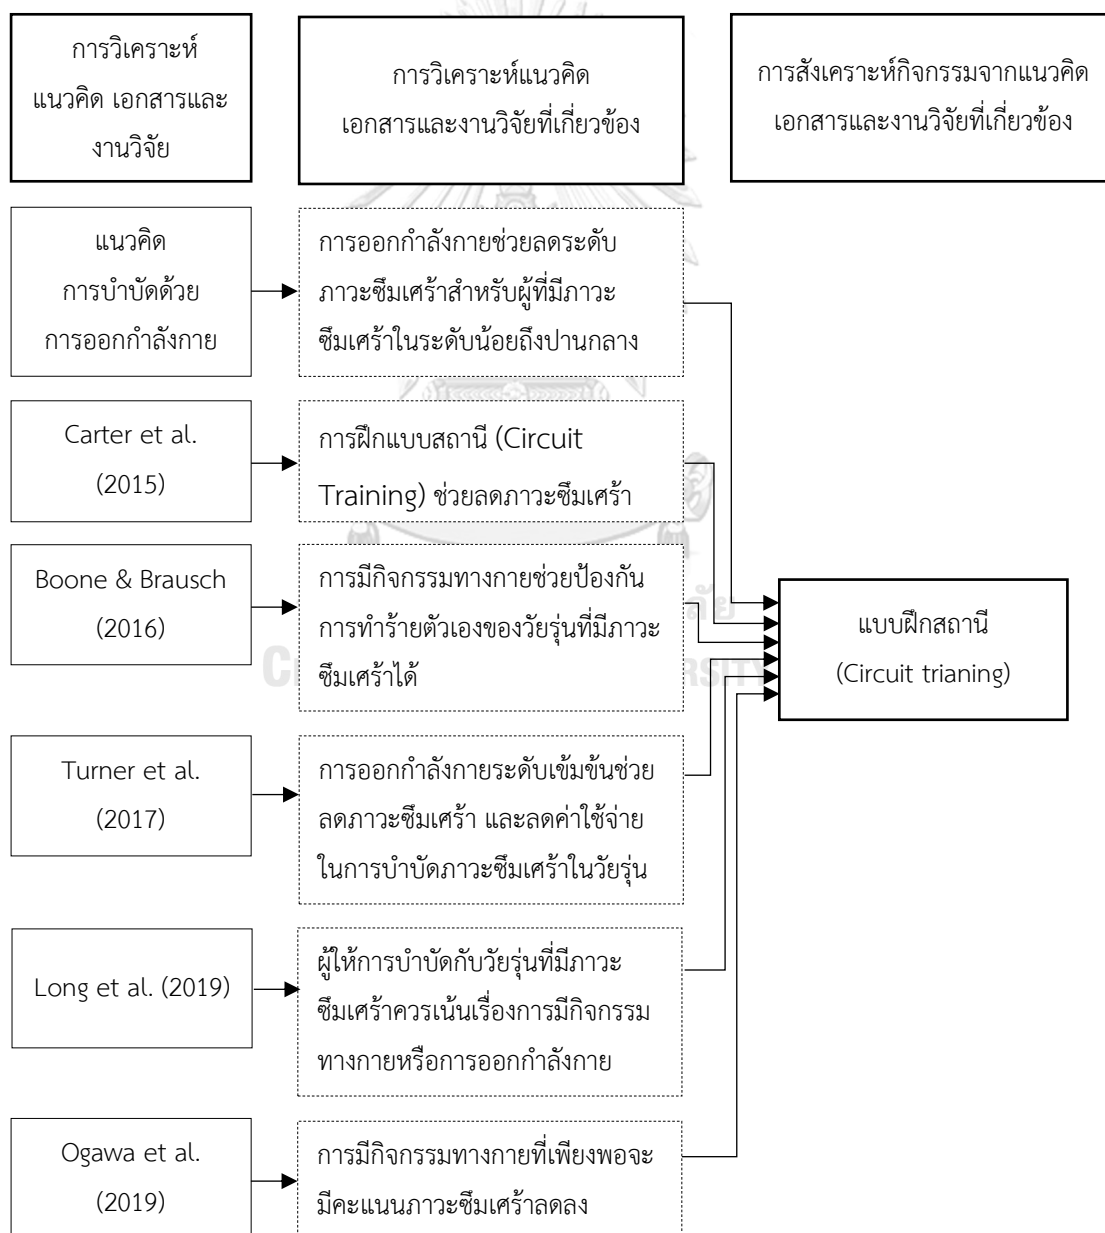 การวิเคราะห์
แนวคิด เอกสารและ
งานวิจัย
การวิเคราะห์แนวคิด
เอกสารและงานวิจัยที่เกี่ยวข้อง
การสังเคราะห์กิจกรรมจากแนวคิด
เอกสารและงานวิจัยที่เกี่ยวข้อง
แนวคิด
การบำบัดด้วย
การออกกำลังกาย
การออกกำลังกายช่วยลดระดับ
ภาวะซึมเศร้าสำหรับผู้ที่มีภาวะ
ซึมเศร้าในระดับน้อยถึงปานกลาง
Carter et al.
(2015)
การฝึกแบบสถานี (Circuit
Training) ช่วยลดภาวะซึมเศร้า
Boone & Brausch
(2016)
การมีกิจกรรมทางกายช่วยป้องกัน
การทำร้ายตัวเองของวัยรุ่นที่มีภาวะ
ซึมเศร้าได้
แบบฝึกสถานี
(Circuit trianing)
Turner et al.
(2017)
การออกกำลังกายระดับเข้มข้นช่วย
ลดภาวะซึมเศร้า และลดค่าใช้จ่าย
ในการบำบัดภาวะซึมเศร้าในวัยรุ่น
Long et al. (2019)
ผู้ให้การบำบัดกับวัยรุ่นที่มีภาวะ
ซึมเศร้าควรเน้นเรื่องการมีกิจกรรม
ทางกายหรือการออกกำลังกาย
Ogawa et al.
(2019)
การมีกิจกรรมทางกายที่เพียงพอจะ
มีคะแนนภาวะซึมเศร้าลดลง